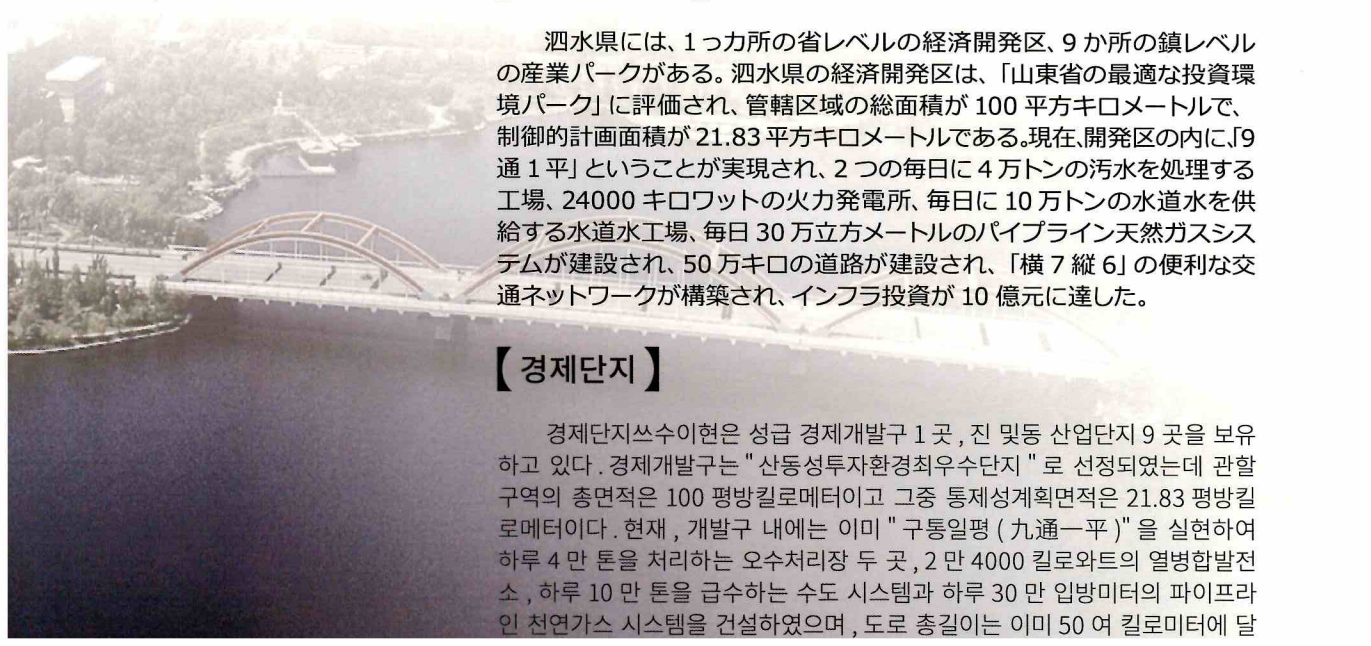 泗水県には、1っカ所の省レベルの経済開発区、9か所の鎮レベル
の産業パークがある。泗水県の経済開発区は、「山東省の最適な投資環
境パーク」に評価され、管轄区域の総面積が 100 平方キロメートルで、
制御的計画面積が 21.83 平方キロメートルである。現在、開発区の内に、「9
通 1 平」ということが実現され、2 つの毎日に 4 万トンの汚水を処理する
工場、24000 キロワットの火力発電所、毎日に 10 万トンの水道水を供
給する水道水工場、毎日 30 万立方メートルのパイプライン天然ガスシス
テムが建設され、50 万キロの道路が建設され、「横 7 縦 6」の便利な交
通ネットワークが構築され、インフラ投資が 10 億元に達した。
【 경제단지 】
경제단지쓰수이현은 성급 경제개발구 1 곳 , 진 및동 산업단지 9 곳을 보유
하고 있다 . 경제개발구는 " 산동성투자환경최우수단지 " 로 선정되였는데 관할
구역의 총면적은 100 평방킬로메터이고 그중 통제성계획면적은 21.83 평방킬
로메터이다 . 현재 , 개발구 내에는 이미 " 구통일평 ( 九通一平 )" 을 실현하여
하루 4 만 톤을 처리하는 오수처리장 두 곳 , 2 만 4000 킬로와트의 열병합발전
소 , 하루 10 만 톤을 급수하는 수도 시스템과 하루 30 만 입방미터의 파이프라
인 천연가스 시스템을 건설하였으며 , 도로 총길이는 이미 50 여 킬로미터에 달